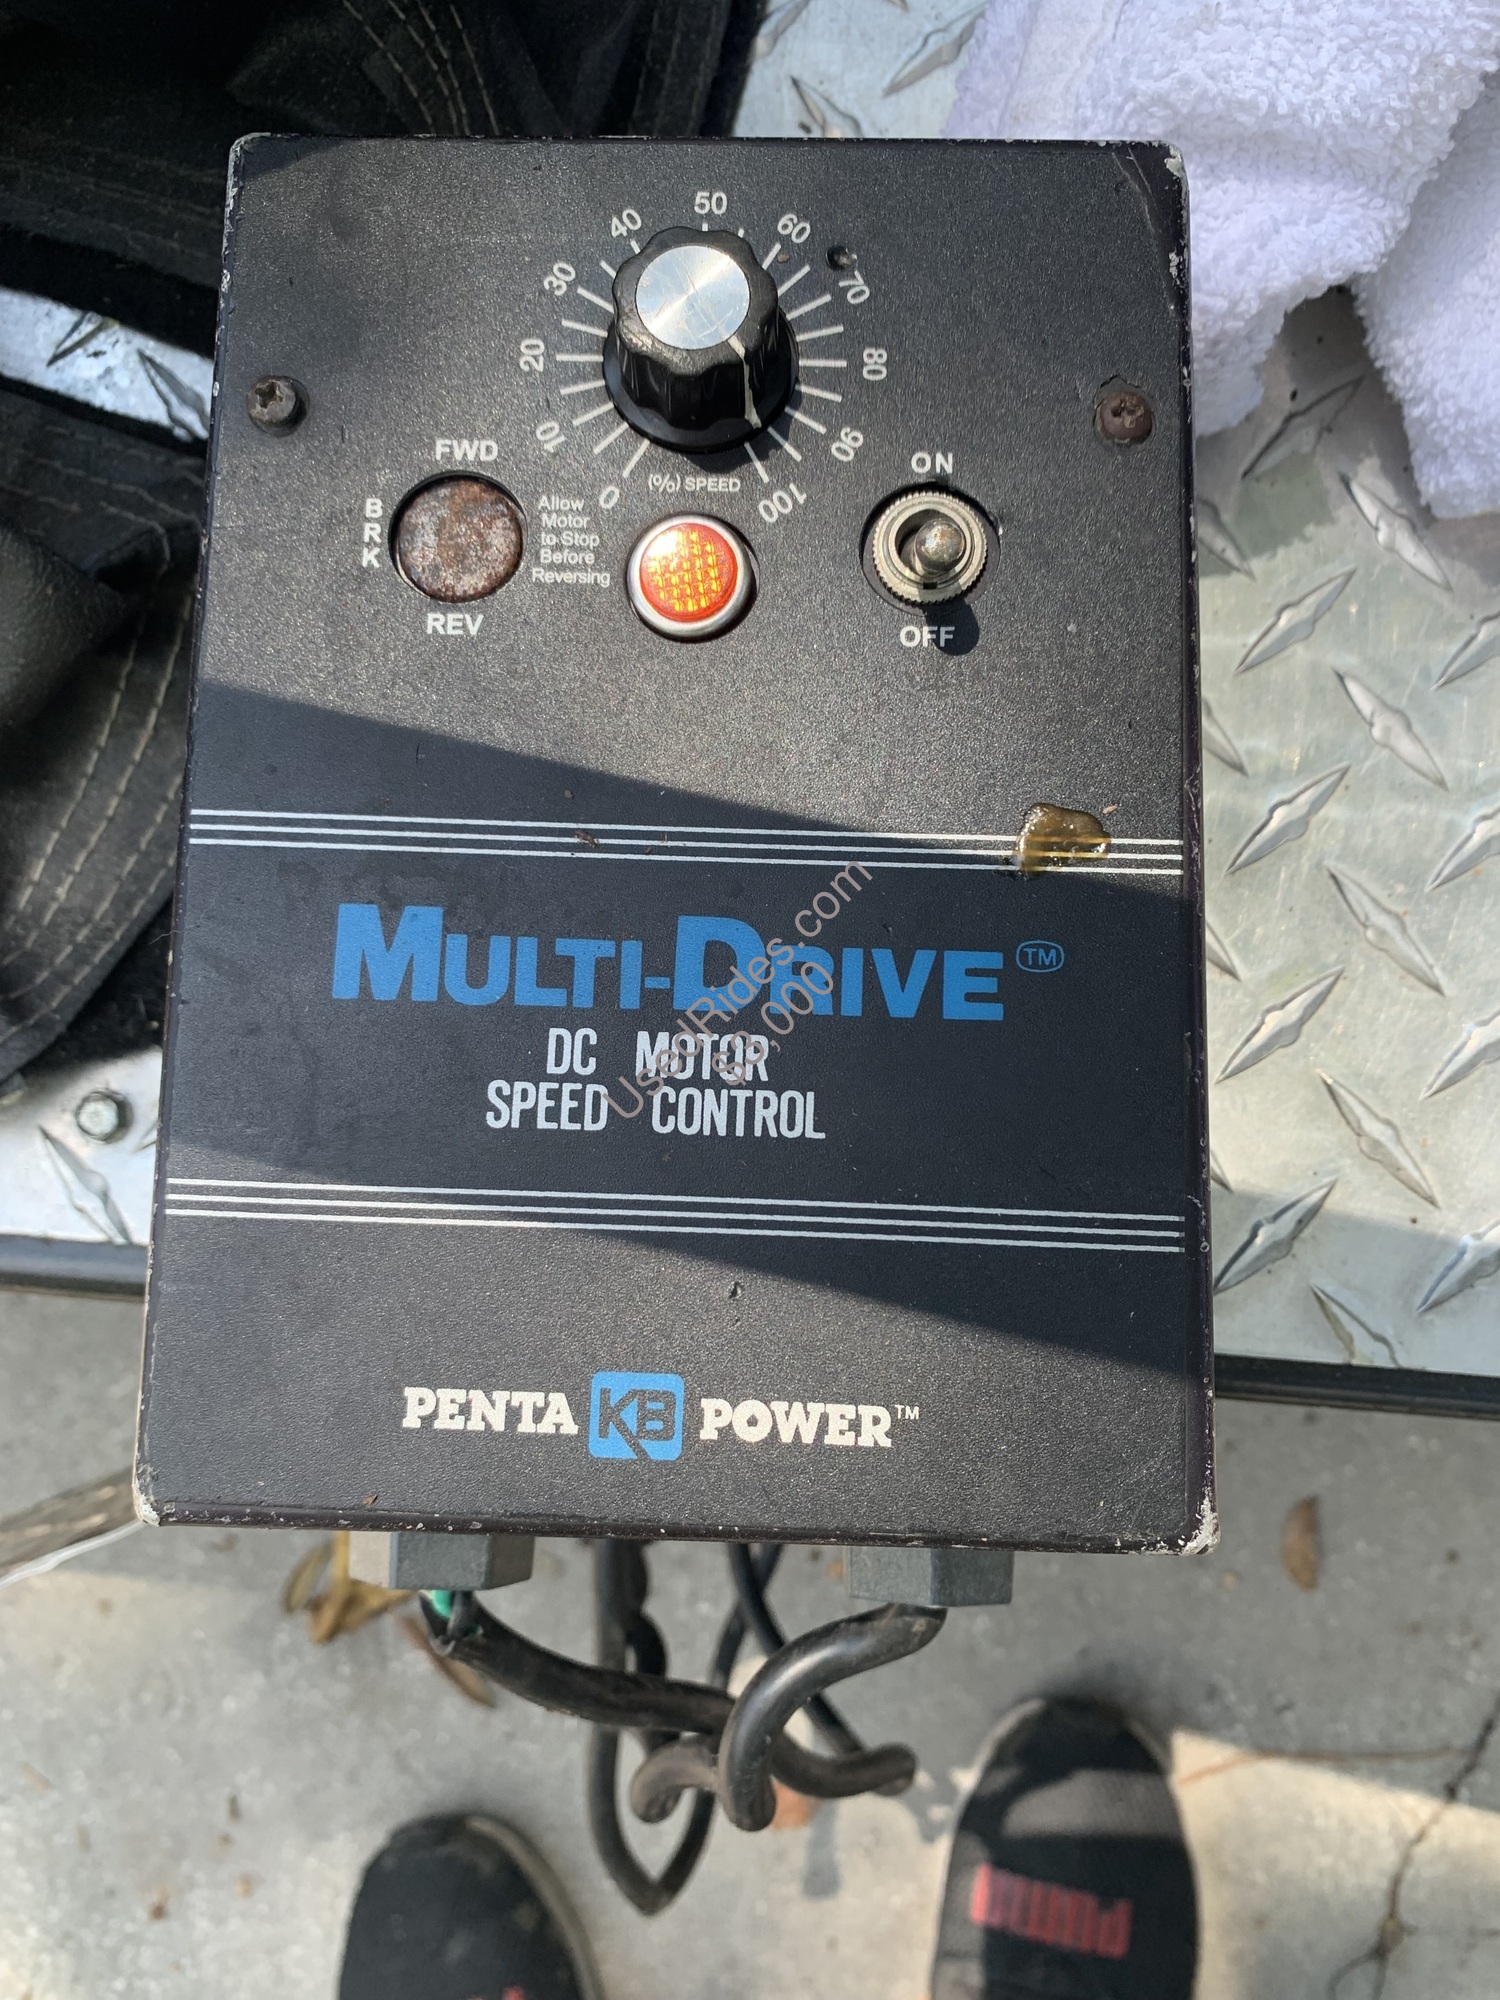 50
40
60
30
70
20
80
10
90
0
100
(%) SPEED
FWD
BRK
REV
Allow
Motor
to Stop
Before
Reversing
ON
OFF
MULTI-DRIVE™
DC MOTOR
SPEED CONTROL
UsedRides.com
$3,000
PENTA KB POWER™
PUMA